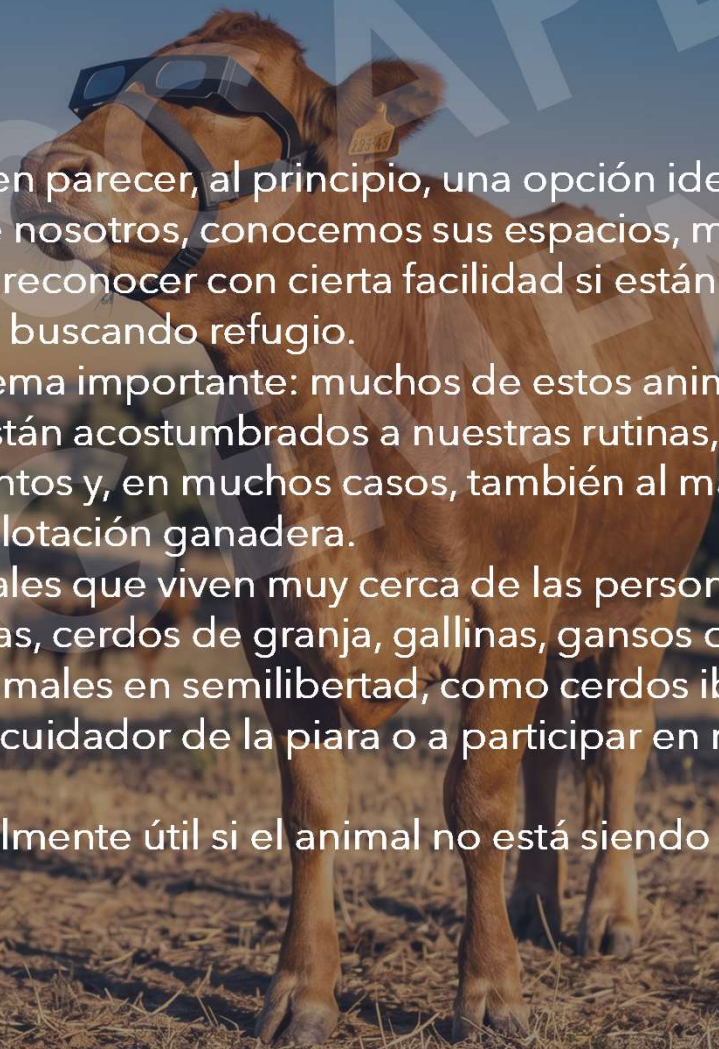 en parecer, al principio, una opción ide
e nosotros, conocemos sus espacios, m
reconocer con cierta facilidad si están
buscando refugio.
ema importante: muchos de estos anim
stán acostumbrados a nuestras rutinas,
ntos y, en muchos casos, también al ma
lotación ganadera.
ales que viven muy cerca de las person
as, cerdos de granja, gallinas, gansos o
males en semilibertad, como cerdos ib
cuidador de la piara o a participar en r
lmente útil si el animal no está siendo